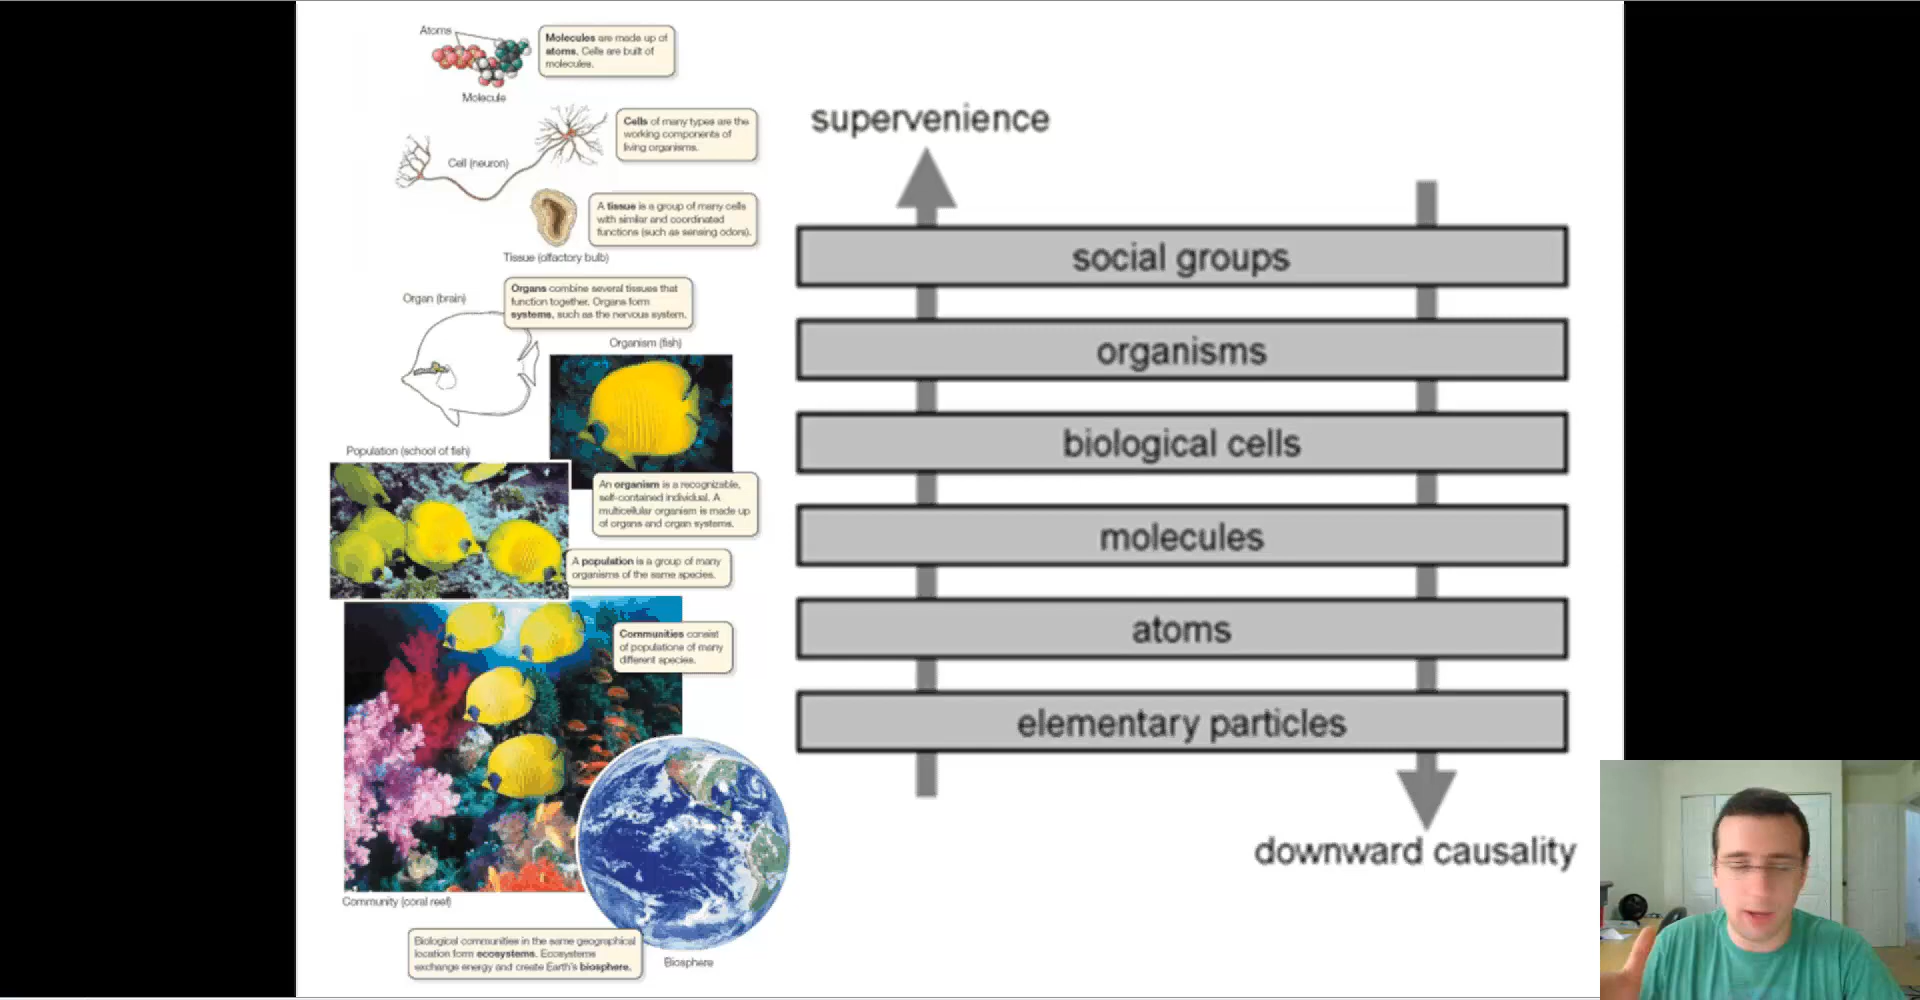 Atoms
Molecules are made up of
atoms. Cells are built of
molecules.
Molecule
Cells of many types are the
working components of
living organisms.
Cell (neuron)
A tissue is a group of many cells
with similar and coordinated
functions (such as sensing odors).
Tissue (olfactory bulb)
Organ (brain)
Organs combine several tissues that
function together. Organs form
systems, such as the nervous system.
Organism (fish)
Population (school of fish)
An organism is a recognizable,
self-contained individual. A
multicellular organism is made up
of organs and organ systems.
A population is a group of many
organisms of the same species.
Communities consist
of populations of many
different species.
Community (coral reef)
Biological communities in the same geographical
location form ecosystems. Ecosystems
exchange energy and create Earth's biosphere.
Biosphere
supervenience
social groups
organisms
biological cells
molecules
atoms
elementary particles
downward causality